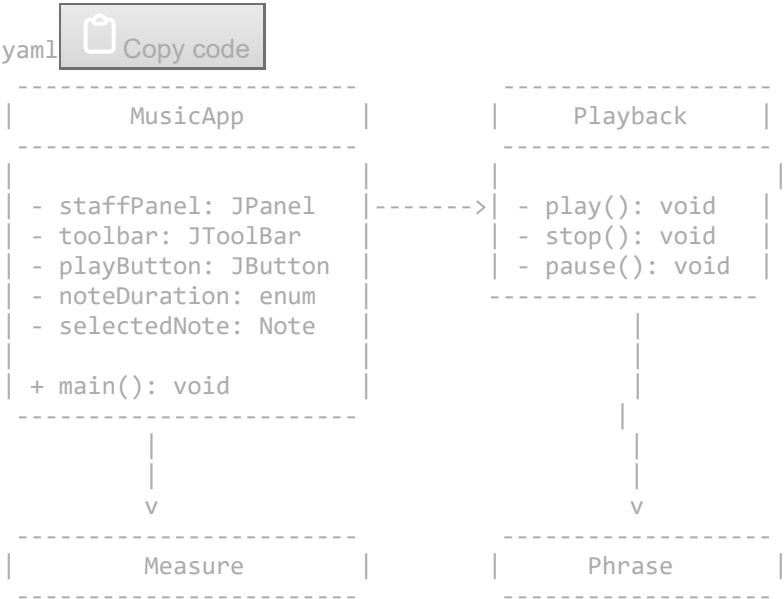 yaml Copy code
 ------------------------          -------------------
|        MusicApp        |        |     Playback      |
 ------------------------          -------------------
|                        |        |                    |
| - staffPanel: JPanel   |------->| - play(): void    |
| - toolbar: JToolBar    |        | - stop(): void    |
| - playButton: JButton  |        | - pause(): void   |
| - noteDuration: enum   |        -------------------
| - selectedNote: Note   |                  |
|                        |                  |
| + main(): void         |                  |
 ------------------------                  |
          |                                 |
          |                                 |
          v                                 v
 ------------------------          -------------------
|         Measure        |        |      Phrase        |
 ------------------------          -------------------